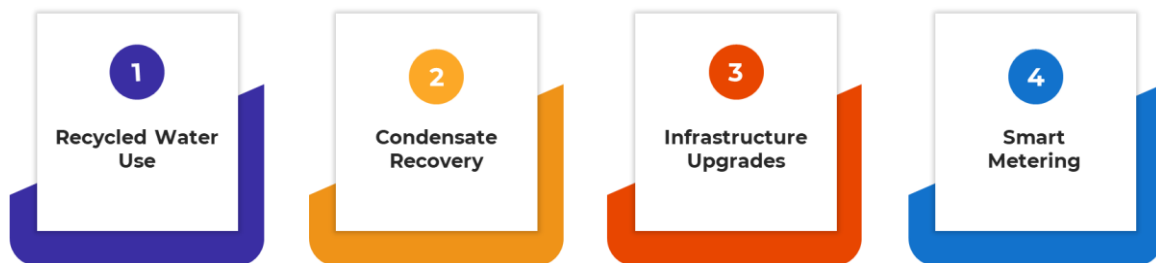 1
Recycled Water
Use
2
Condensate
Recovery
3
Infrastructure
Upgrades
4
Smart
Metering